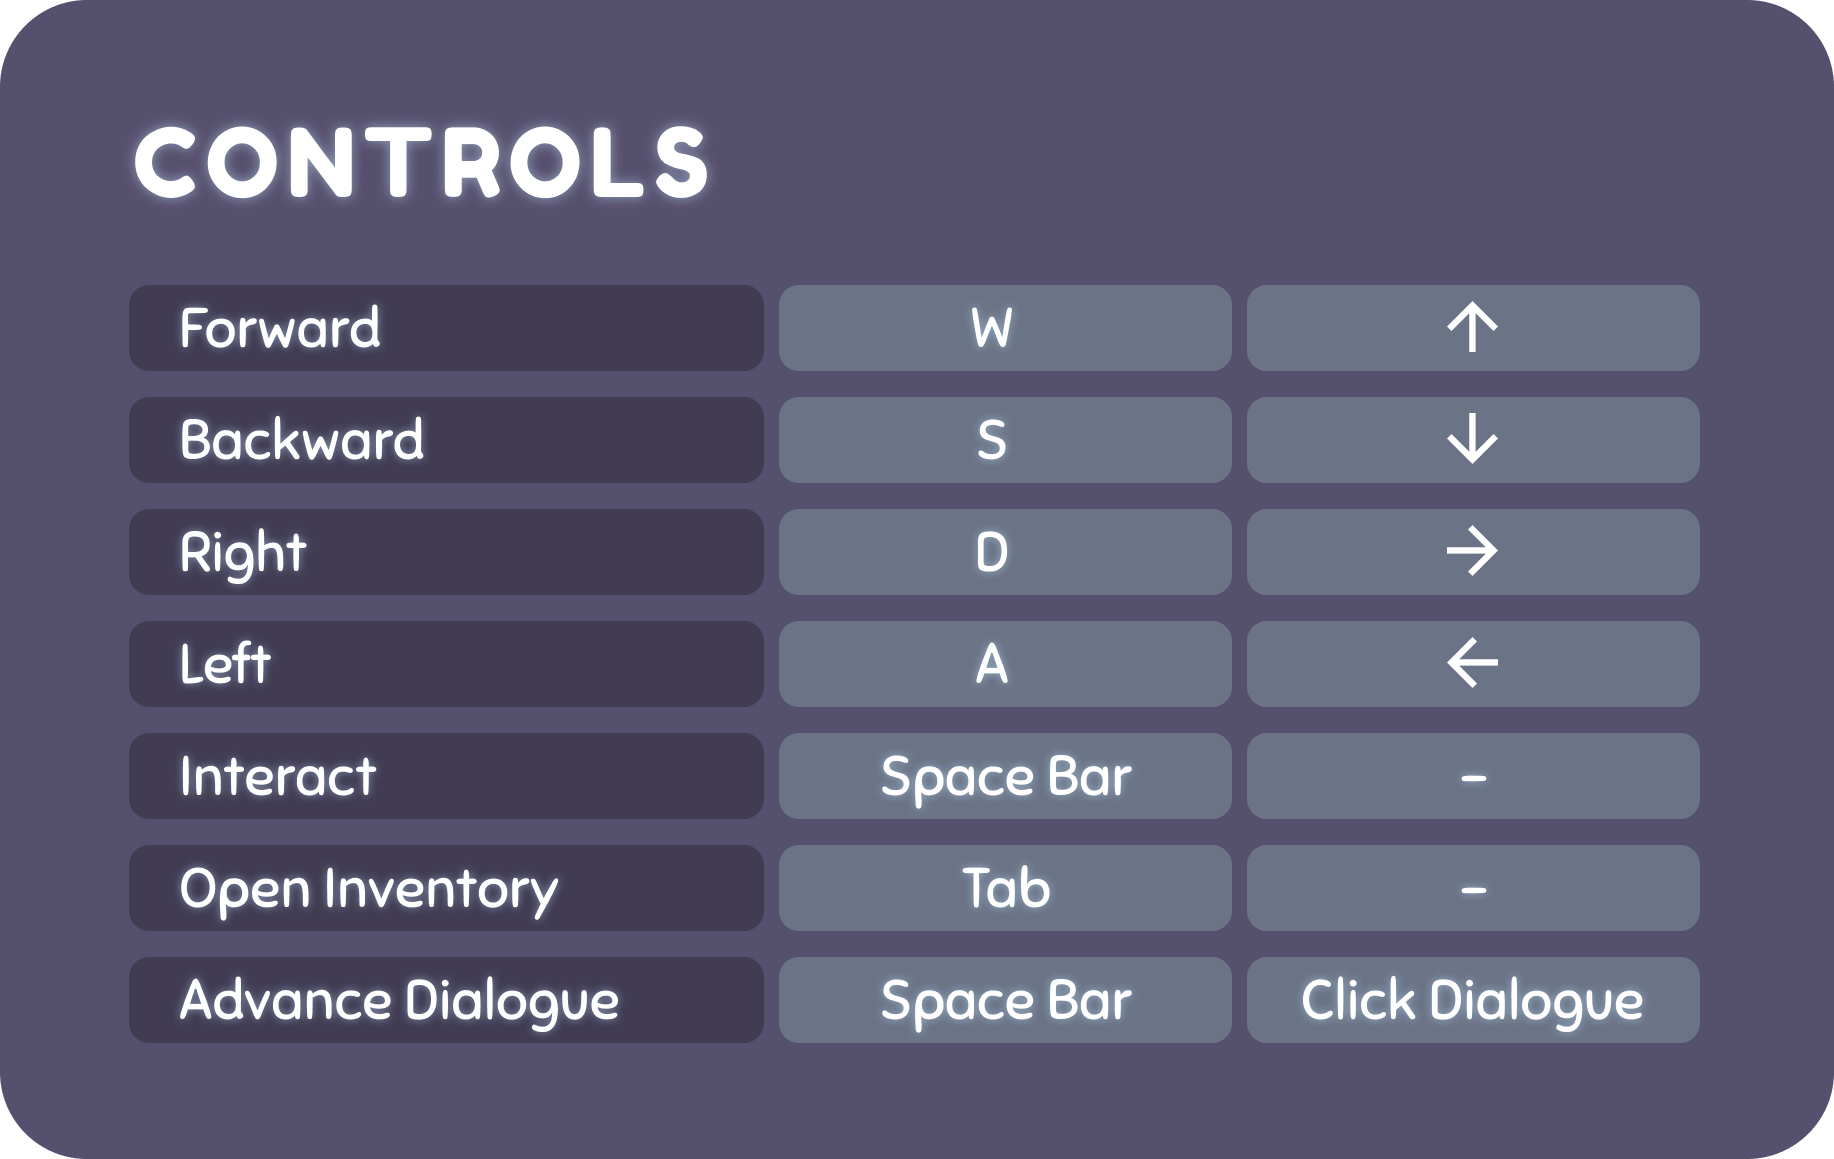 CONTROLS
Forward W ↑
Backward S ↓
Right D →
Left A ←
Interact Space Bar -
Open Inventory Tab -
Advance Dialogue Space Bar Click Dialogue